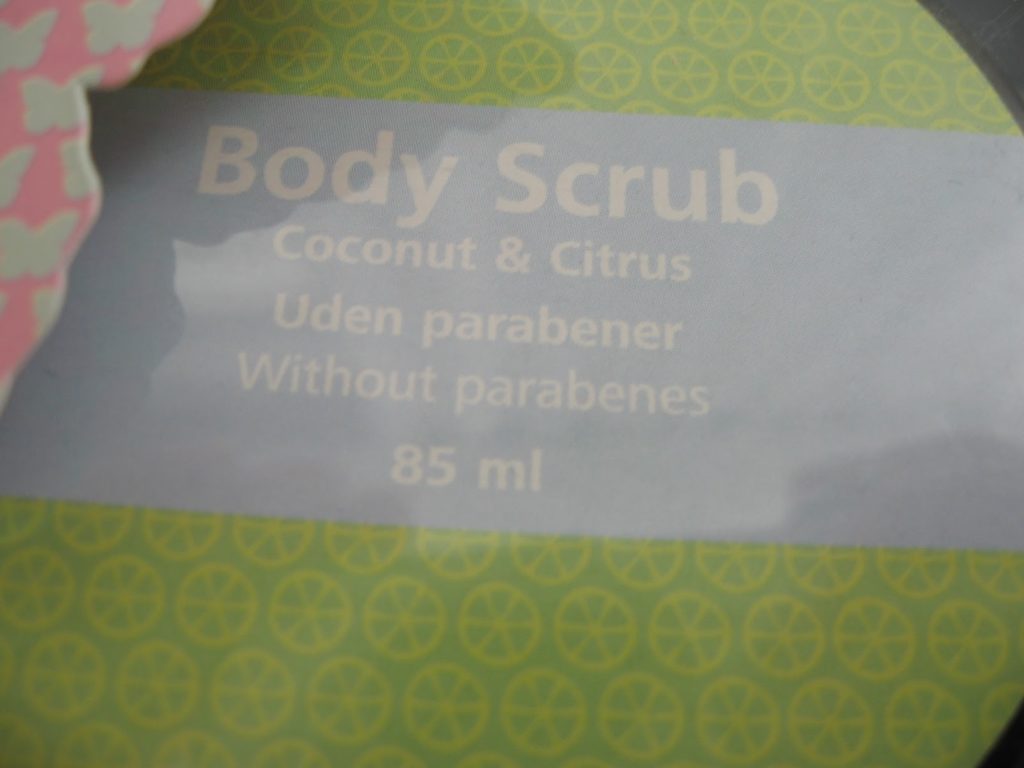 Body Scrub
Coconut & Citrus
Uden parabener
Without parabenes
85 ml